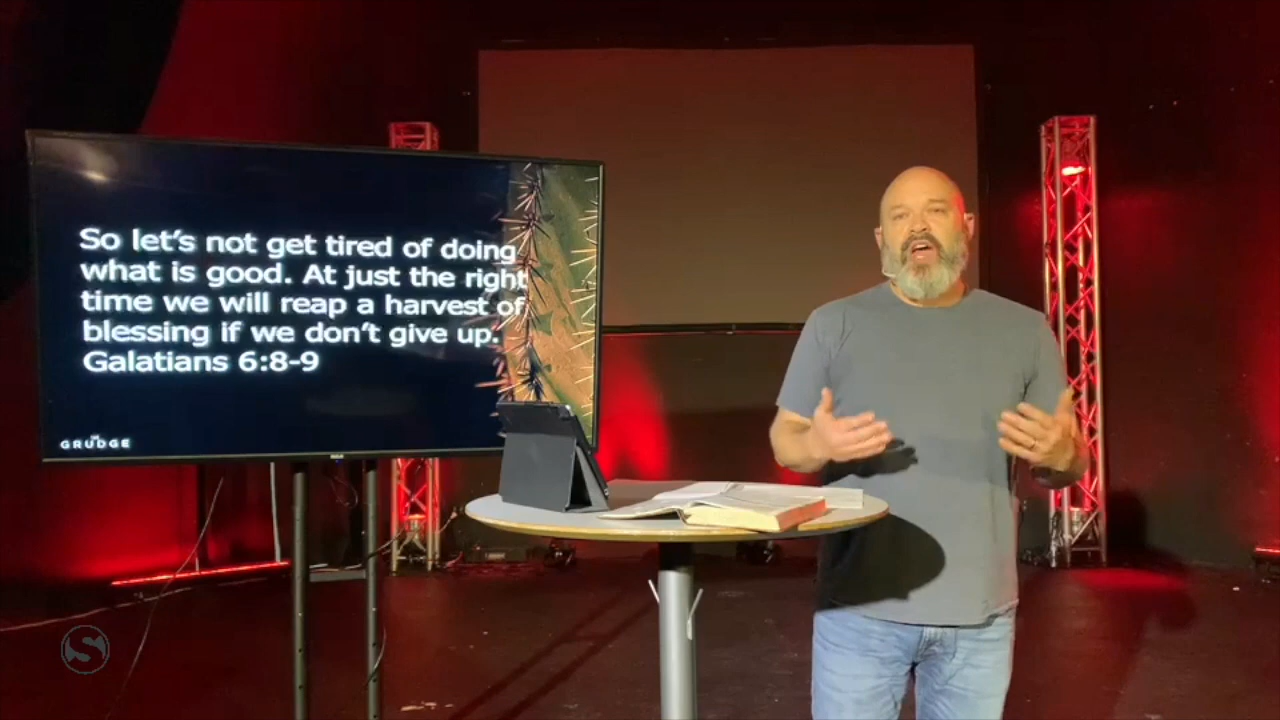 So let's not get tired of doing
what is good. At just the right
time we will reap a harvest of
blessing if we don't give up.
Galatians 6:8-9
GRUDGE
S